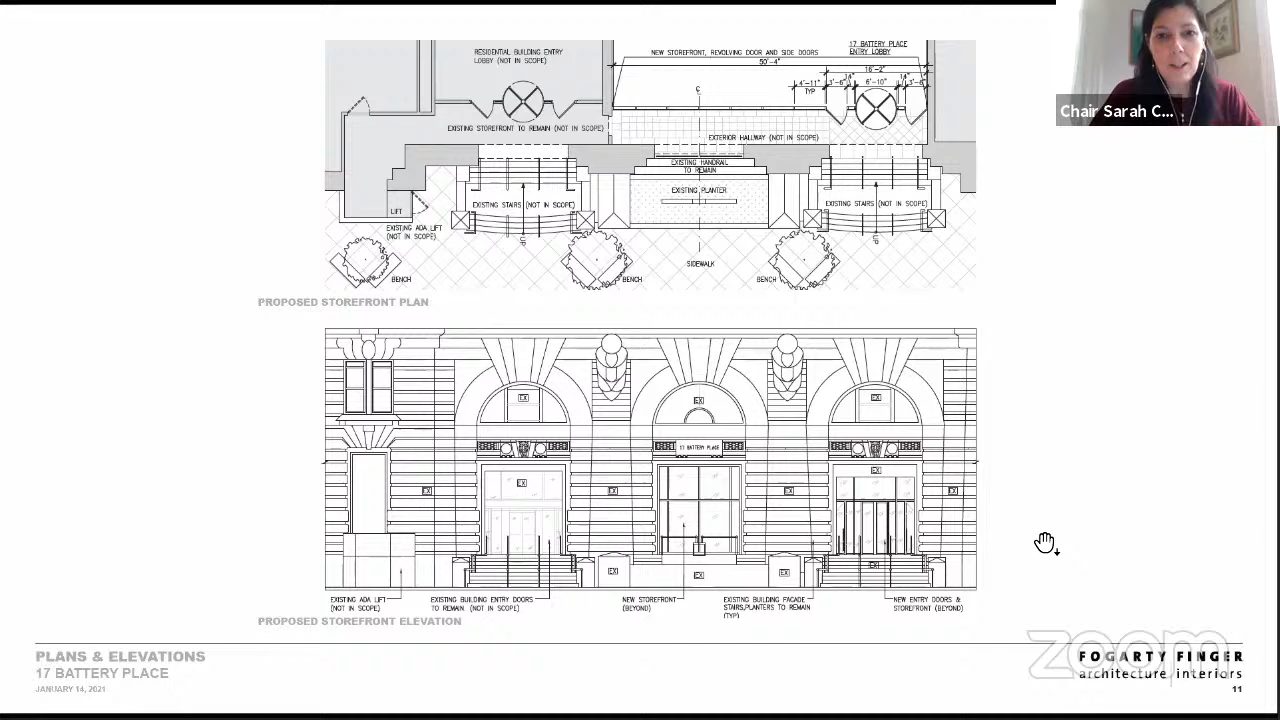 Chair Sarah C...
RESIDENTIAL BUILDING ENTRY
LOBBY (NOT IN SCOPE)
NEW STOREFRONT, REVOLVING DOOR AND SIDE DOORS
50'-4"
17 BATTERY PLACE
ENTRY LOBBY
16'-2"
4'-11"
TYP
3'-6"
6'-10"
3'-6"
EXISTING STOREFRONT TO REMAIN (NOT IN SCOPE)
EXTERIOR HALLWAY (NOT IN SCOPE)
EXISTING HANDRAIL
TO REMAIN
EXISTING PLANTER
EXISTING STAIRS (NOT IN SCOPE)
EXISTING STAIRS (NOT IN SCOPE)
LIFT
EXISTING ADA LIFT
(NOT IN SCOPE)
UP
UP
BENCH
BENCH
SIDEWALK
BENCH
PROPOSED STOREFRONT PLAN
EX
EX
EX
17 BATTERY PLACE
EX
EX
EX
EX
EX
EX
EX
EX
EX
EX
EXISTING ADA LIFT
(NOT IN SCOPE)
EXISTING BUILDING ENTRY DOORS
TO REMAIN. (NOT IN SCOPE)
NEW STOREFRONT
(BEYOND)
EXISTING BUILDING FACADE
STAIRS,PLANTERS TO REMAIN
(TYP)
NEW ENTRY DOORS &
STOREFRONT (BEYOND)
PROPOSED STOREFRONT ELEVATION
PLANS & ELEVATIONS
17 BATTERY PLACE
JANUARY 14, 2021
zoom
FOGARTY FINGER
architecture interiors
11